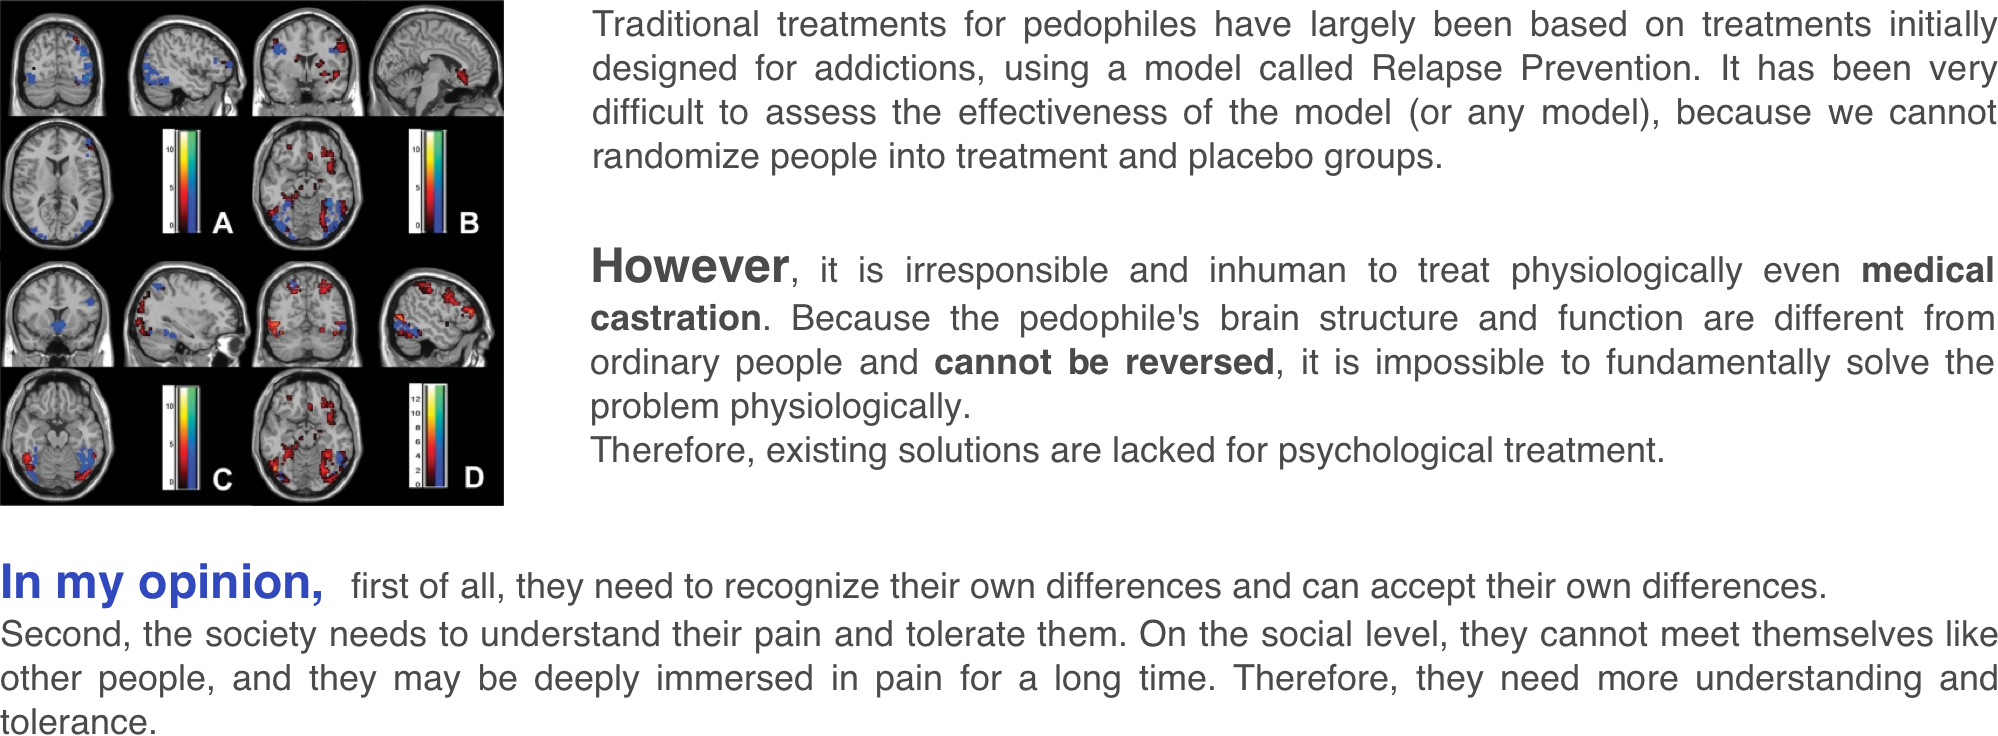 Traditional treatments for pedophiles have largely been based on treatments initially
designed for addictions, using a model called Relapse Prevention. It has been very
difficult to assess the effectiveness of the model (or any model), because we cannot
randomize people into treatment and placebo groups.
However, it is irresponsible and inhuman to treat physiologically even medical
castration. Because the pedophile's brain structure and function are different from
ordinary people and cannot be reversed, it is impossible to fundamentally solve the
problem physiologically.
Therefore, existing solutions are lacked for psychological treatment.
10
5
0
A
10
5
0
B
10
5
0
C
12
10
8
6
4
2
0
D
In my opinion, first of all, they need to recognize their own differences and can accept their own differences.
Second, the society needs to understand their pain and tolerate them. On the social level, they cannot meet themselves like
other people, and they may be deeply immersed in pain for a long time. Therefore, they need more understanding and
tolerance.